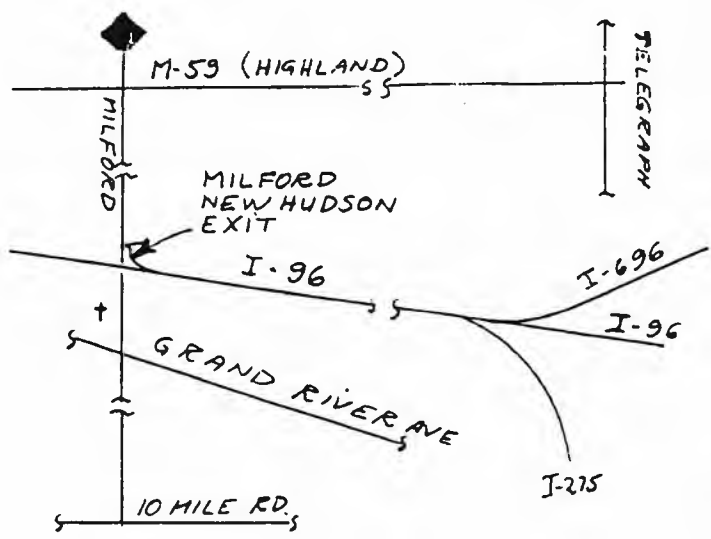 M-59 (HIGHLAND)
TELEGRAPH
MILFORD
MILFORD
NEW HUDSON
EXIT
I-96
I-696
I-96
GRAND RIVER AVE
I-275
10 MILE RD.